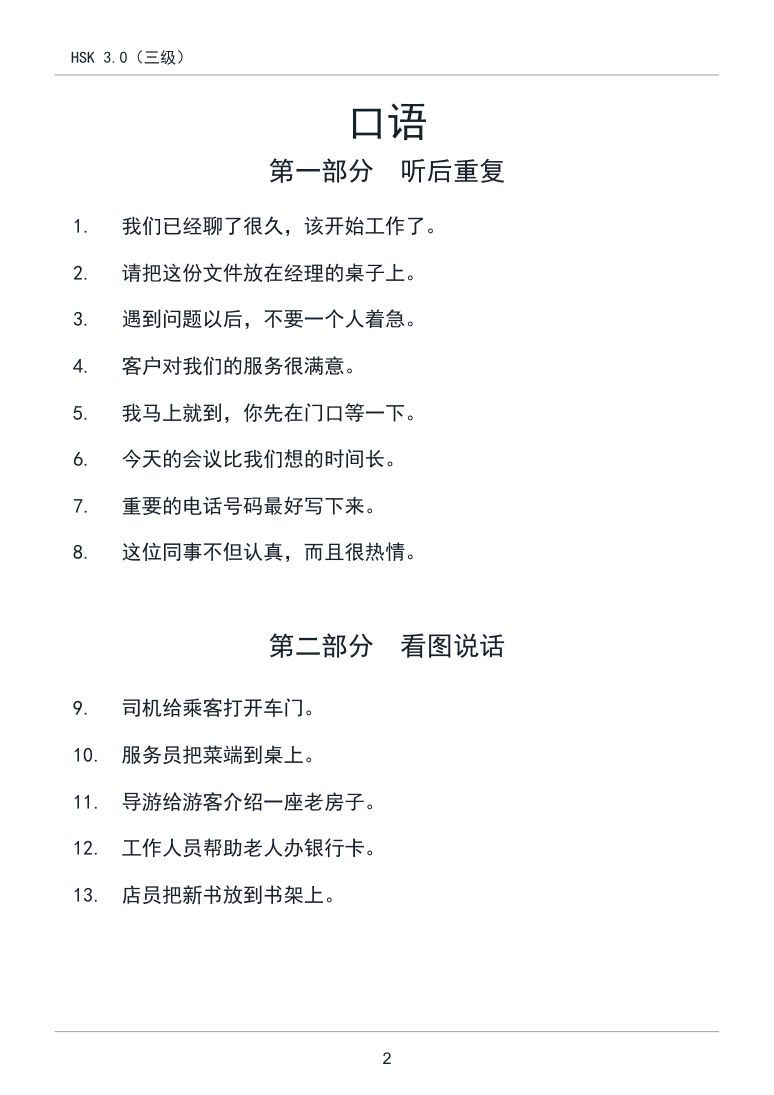 HSK 3.0（三级）
口语
第一部分　听后重复
1. 我们已经聊了很久，该开始工作了。
2. 请把这份文件放在经理的桌子上。
3. 遇到问题以后，不要一个人着急。
4. 客户对我们的服务很满意。
5. 我马上就到，你先在门口等一下。
6. 今天的会议比我们想的时间长。
7. 重要的电话号码最好写下来。
8. 这位同事不但认真，而且很热情。
第二部分　看图说话
9. 司机给乘客打开车门。
10. 服务员把菜端到桌上。
11. 导游给游客介绍一座老房子。
12. 工作人员帮助老人办银行卡。
13. 店员把新书放到书架上。
2